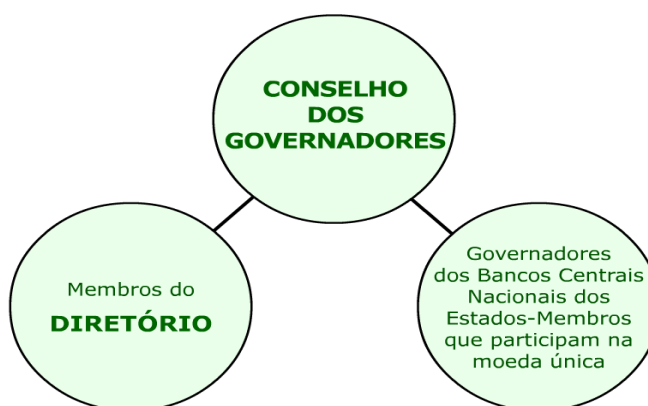 CONSELHO
DOS
GOVERNADORES
Membros do
DIRETÓRIO
Governadores
dos Bancos Centrais
Nacionais dos
Estados-Membros
que participam na
moeda única